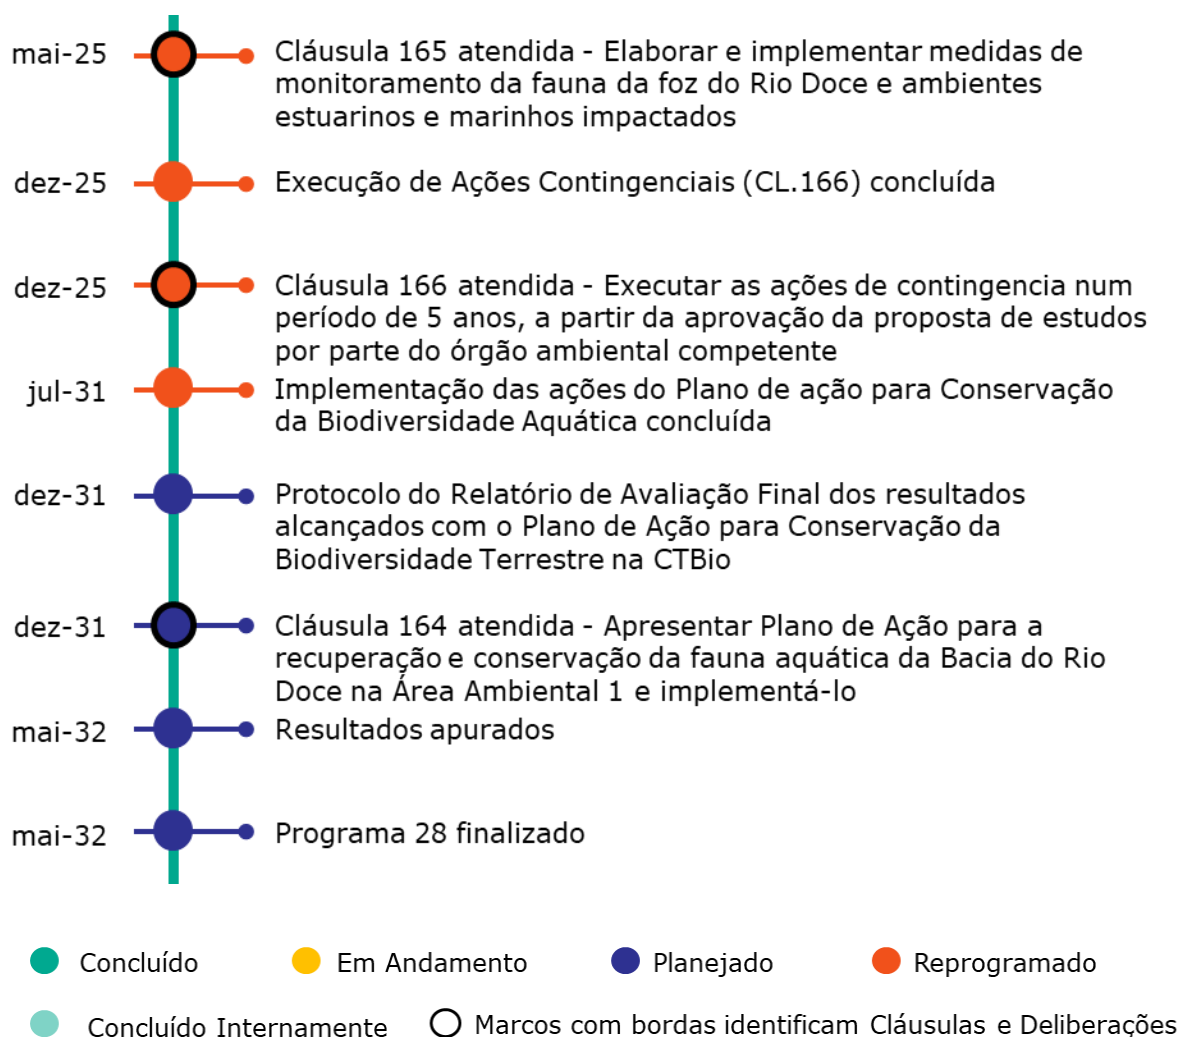 mai-25
Cláusula 165 atendida - Elaborar e implementar medidas de
monitoramento da fauna da foz do Rio Doce e ambientes
estuarinos e marinhos impactados
dez-25
Execução de Ações Contingenciais (CL.166) concluída
dez-25
Cláusula 166 atendida - Executar as ações de contingencia num
período de 5 anos, a partir da aprovação da proposta de estudos
por parte do órgão ambiental competente
jul-31
Implementação das ações do Plano de ação para Conservação
da Biodiversidade Aquática concluída
dez-31
Protocolo do Relatório de Avaliação Final dos resultados
alcançados com o Plano de Ação para Conservação da
Biodiversidade Terrestre na CTBio
dez-31
Cláusula 164 atendida - Apresentar Plano de Ação para a
recuperação e conservação da fauna aquática da Bacia do Rio
Doce na Área Ambiental 1 e implementá-lo
mai-32
Resultados apurados
mai-32
Programa 28 finalizado
Concluído
Em Andamento
Planejado
Reprogramado
Concluído Internamente
Marcos com bordas identificam Cláusulas e Deliberações